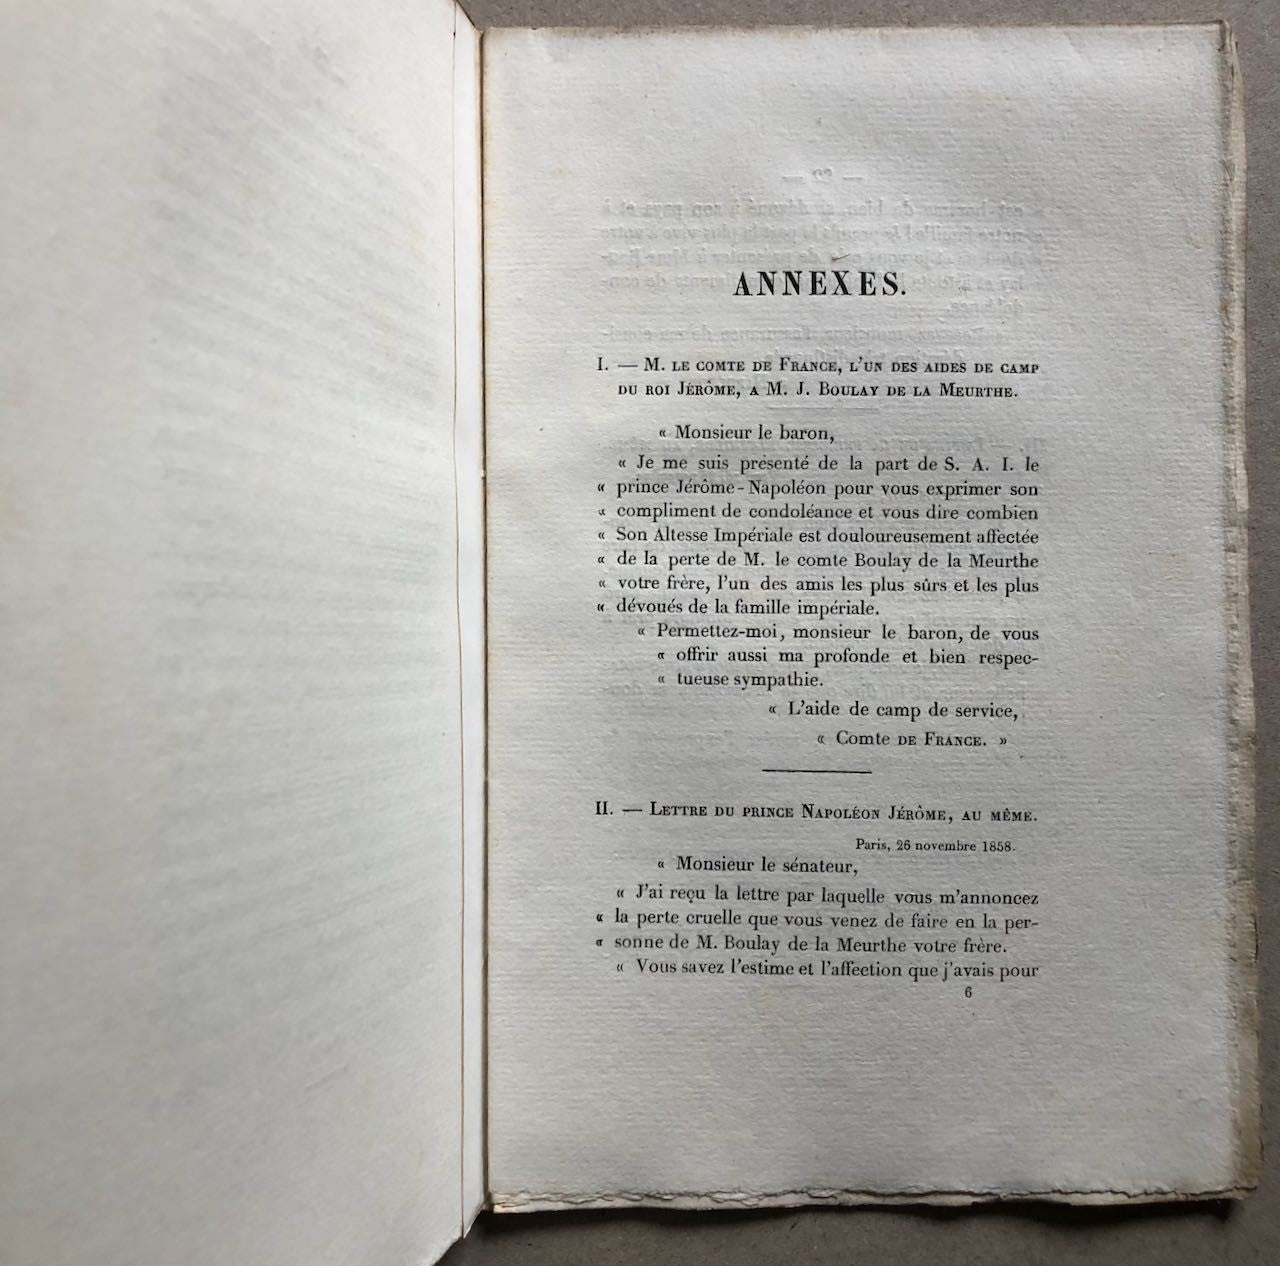 ANNEXES.
I. — M. LE COMTE DE FRANCE, L'UN DES AIDES DE CAMP
DU ROI JÉRÔME, A M. J. BOULAY DE LA MEURTHE.
« Monsieur le baron,
« Je me suis présenté de la part de S. A. I. le
« prince Jérôme-Napoléon pour vous exprimer son
« compliment de condoléance et vous dire combien
« Son Altesse Impériale est douloureusement affectée
« de la perte de M. le comte Boulay de la Meurthe
« votre frère, l'un des amis les plus sûrs et les plus
« dévoués de la famille impériale.
« Permettez-moi, monsieur le baron, de vous
« offrir aussi ma profonde et bien respec-
« tueuse sympathie.
« L'aide de camp de service,
« Comte DE FRANCE. »
II. — LETTRE DU PRINCE NAPOLÉON JÉRÔME, AU MÊME.
Paris, 26 novembre 1858.
« Monsieur le sénateur,
« J'ai reçu la lettre par laquelle vous m'annoncez
« la perte cruelle que vous venez de faire en la per-
« sonne de M. Boulay de la Meurthe votre frère.
« Vous savez l'estime et l'affection que j'avais pour
6